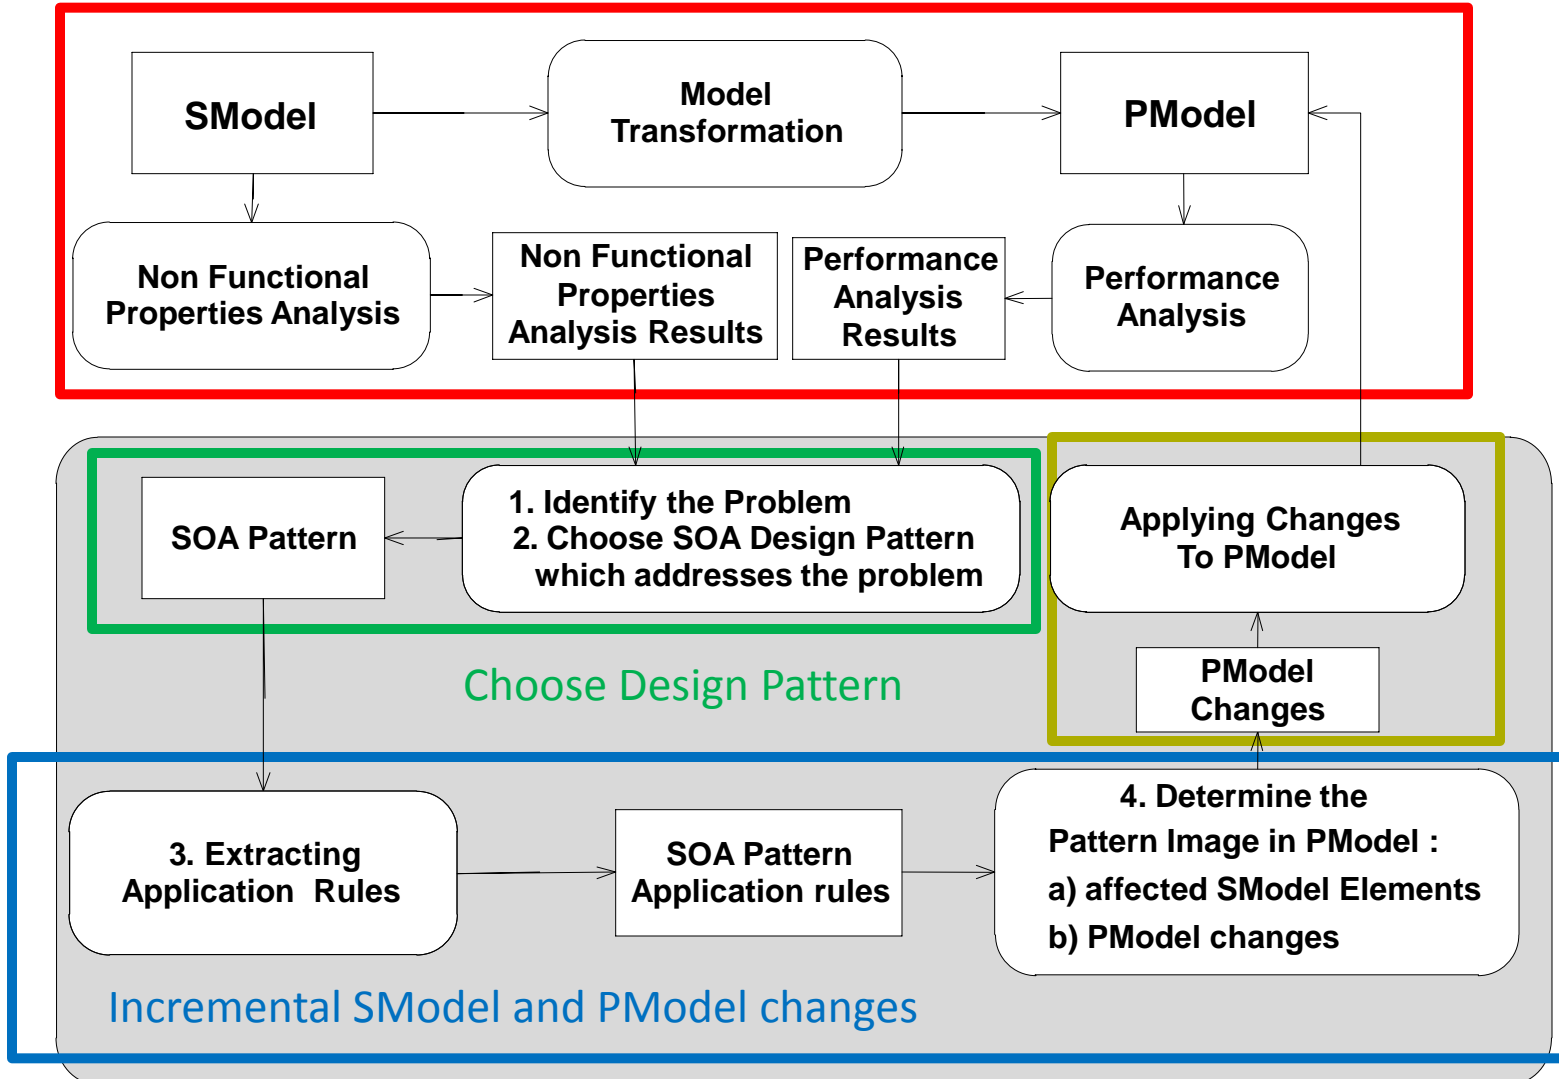 SModel
Model
Transformation
PModel
Non Functional
Properties Analysis
Non Functional
Properties
Analysis Results
Performance
Analysis
Results
Performance
Analysis
SOA Pattern
1. Identify the Problem
2. Choose SOA Design Pattern
which addresses the problem
Applying Changes
To PModel
Choose Design Pattern
PModel
Changes
3. Extracting
Application Rules
SOA Pattern
Application rules
4. Determine the
Pattern Image in PModel :
a) affected SModel Elements
b) PModel changes
Incremental SModel and PModel changes